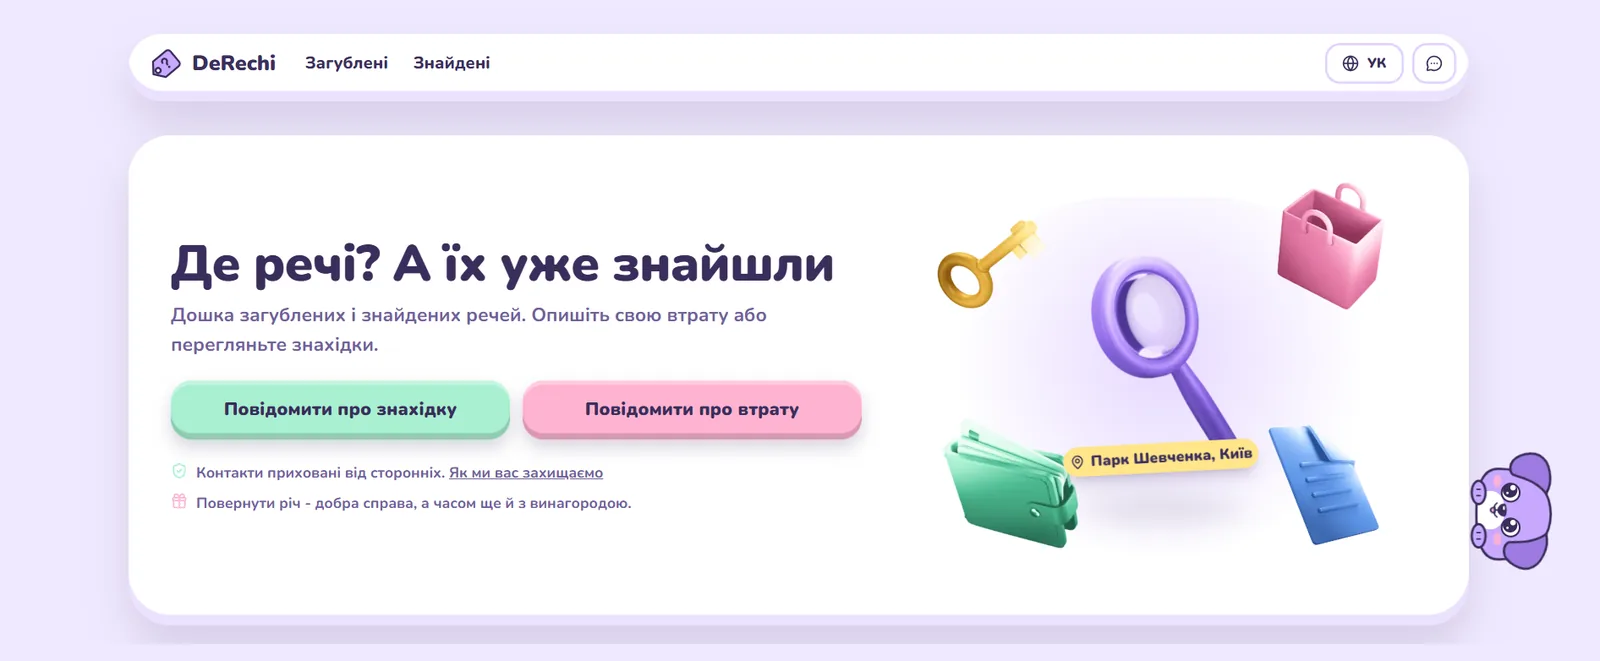 DeRechi
Загублені
Знайдені
УК
Де речі? А їх уже знайшли
Дошка загублених і знайдених речей. Опишіть свою втрату або
перегляньте знахідки.
Повідомити про знахідку
Повідомити про втрату
Контакти приховані від сторонніх. Як ми вас захищаємо
Повернути річ - добра справа, а часом ще й з винагородою.
Парк Шевченка, Київ